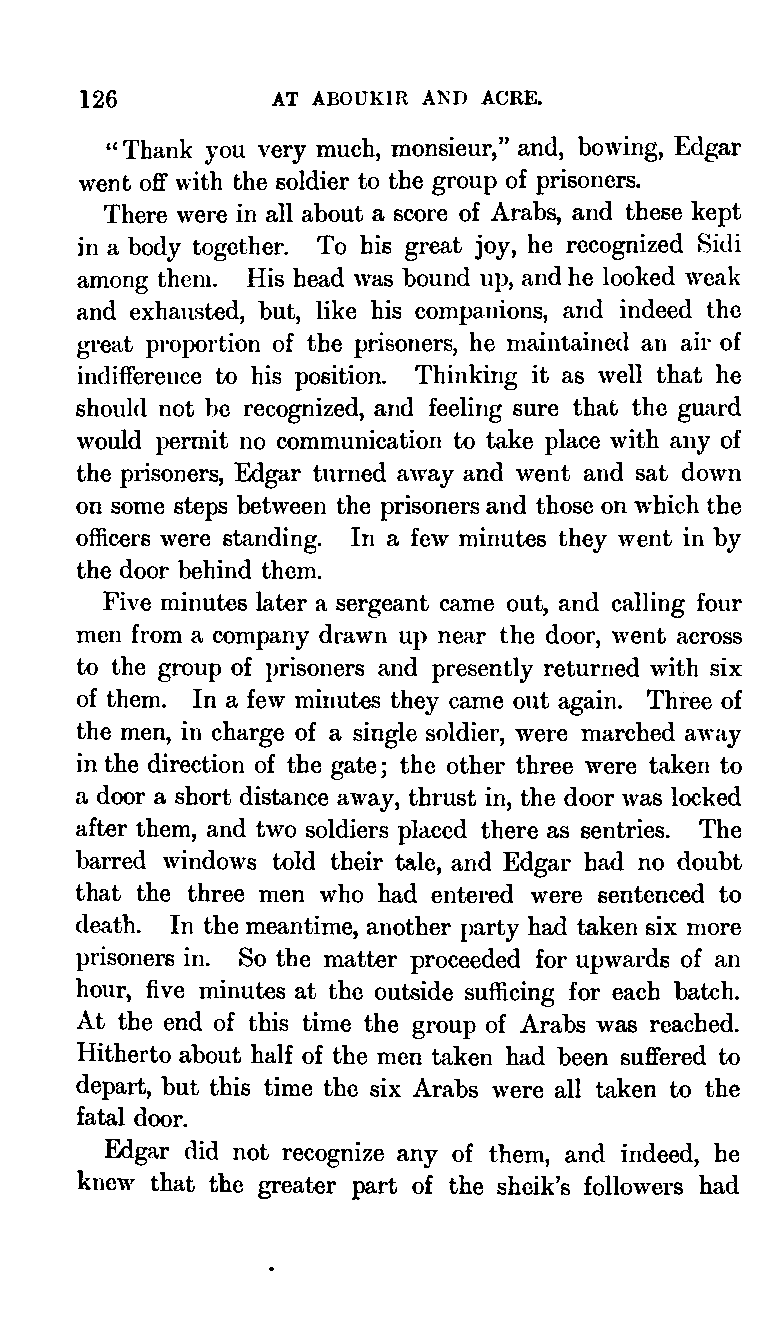 126 AT ABOUKIR AND ACRE.
"Thank you very much, monsieur," and, bowing, Edgar
went off with the soldier to the group of prisoners.
There were in all about a score of Arabs, and these kept
in a body together. To his great joy, he recognized Sidi
among them. His head was bound up, and he looked weak
and exhausted, but, like his companions, and indeed the
great proportion of the prisoners, he maintained an air of
indifference to his position. Thinking it as well that he
should not be recognized, and feeling sure that the guard
would permit no communication to take place with any of
the prisoners, Edgar turned away and went and sat down
on some steps between the prisoners and those on which the
officers were standing. In a few minutes they went in by
the door behind them.
Five minutes later a sergeant came out, and calling four
men from a company drawn up near the door, went across
to the group of prisoners and presently returned with six
of them. In a few minutes they came out again. Three of
the men, in charge of a single soldier, were marched away
in the direction of the gate; the other three were taken to
a door a short distance away, thrust in, the door was locked
after them, and two soldiers placed there as sentries. The
barred windows told their tale, and Edgar had no doubt
that the three men who had entered were sentenced to
death. In the meantime, another party had taken six more
prisoners in. So the matter proceeded for upwards of an
hour, five minutes at the outside sufficing for each batch.
At the end of this time the group of Arabs was reached.
Hitherto about half of the men taken had been suffered to
depart, but this time the six Arabs were all taken to the
fatal door.
Edgar did not recognize any of them, and indeed, he
knew that the greater part of the sheik's followers had